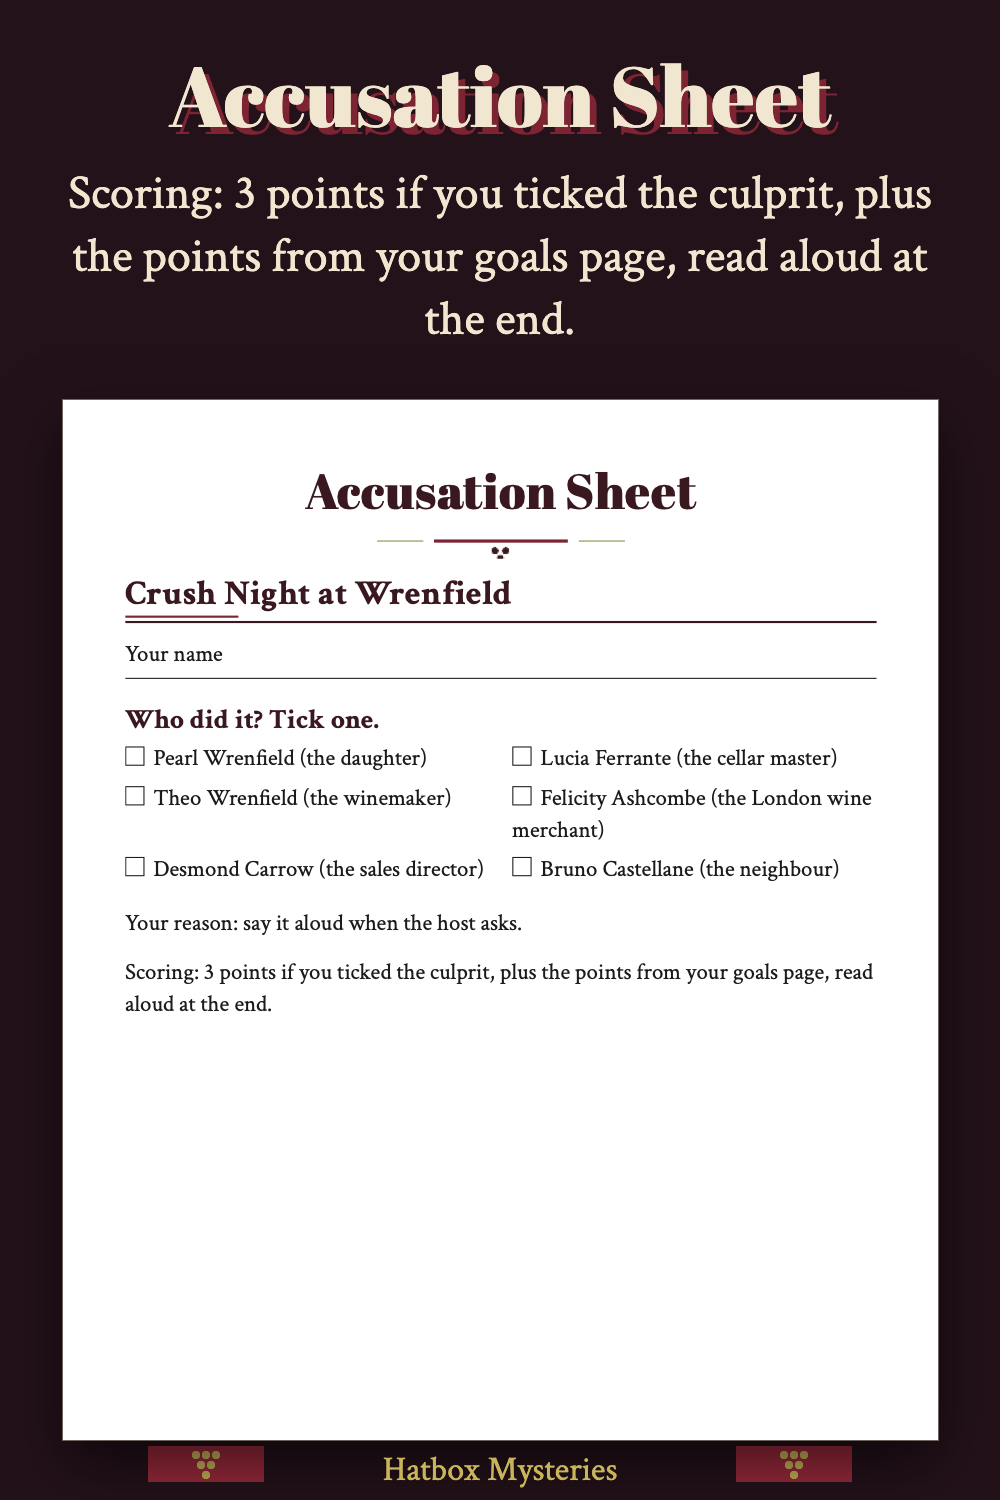 Accusation Sheet
Scoring: 3 points if you ticked the culprit, plus
the points from your goals page, read aloud at
the end.
Accusation Sheet
Crush Night at Wrenfield
Your name
Who did it? Tick one.
Pearl Wrenfield (the daughter)
Lucia Ferrante (the cellar master)
Theo Wrenfield (the winemaker)
Felicity Ashcombe (the London wine
merchant)
Desmond Carrow (the sales director)
Bruno Castellane (the neighbour)
Your reason: say it aloud when the host asks.
Scoring: 3 points if you ticked the culprit, plus the points from your goals page, read
aloud at the end.
Hatbox Mysteries